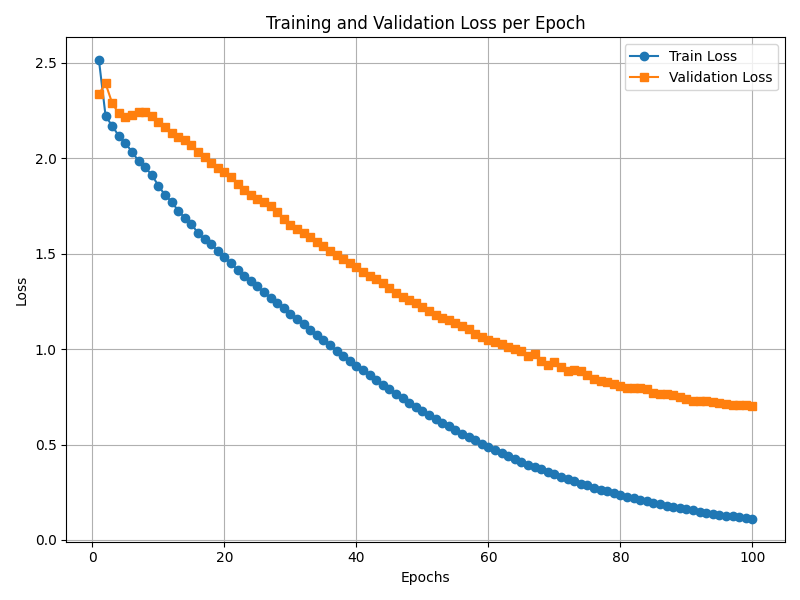 Training and Validation Loss per Epoch
Train Loss
Validation Loss
2.5
2.0
1.5
1.0
0.5
0.0
Loss
0 20 40 60 80 100
Epochs